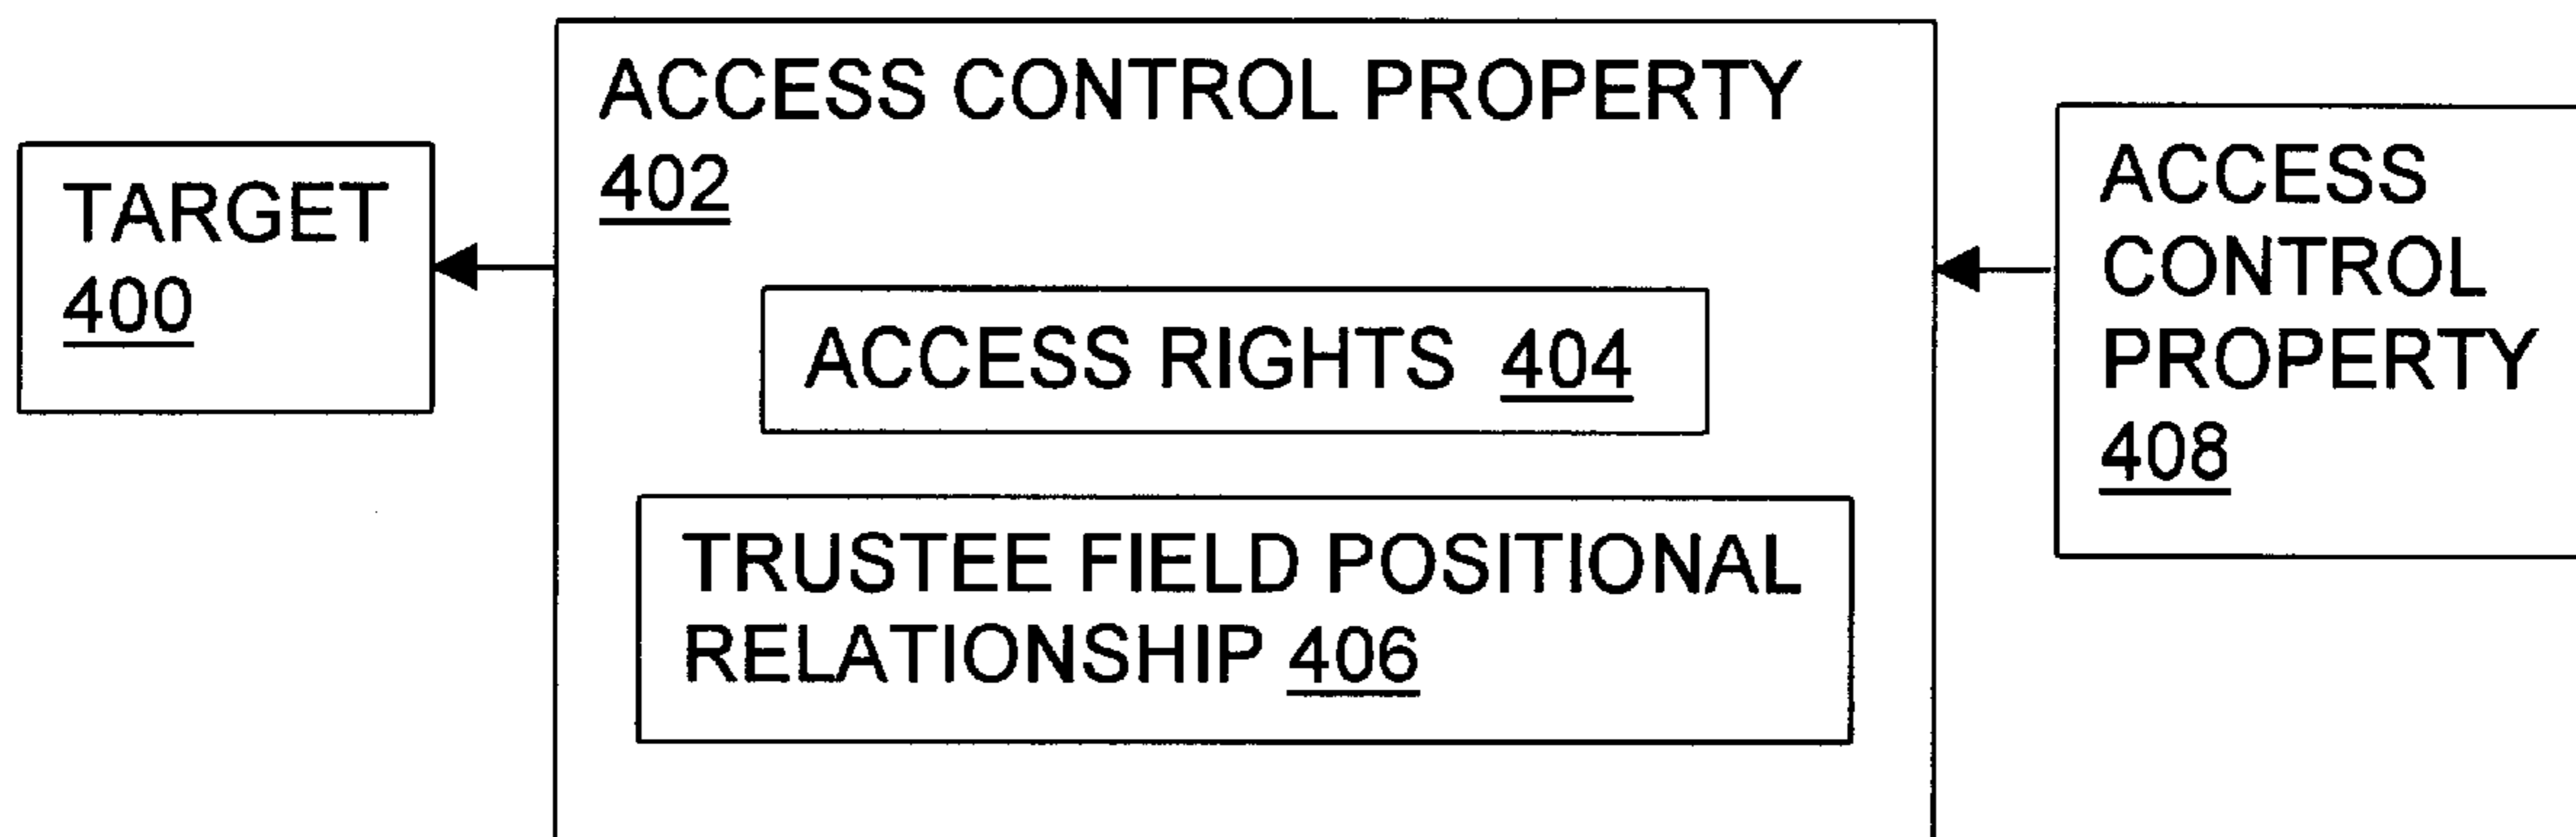 TARGET
400
ACCESS CONTROL PROPERTY
402
ACCESS RIGHTS 404
TRUSTEE FIELD POSITIONAL
RELATIONSHIP 406
ACCESS
CONTROL
PROPERTY
408